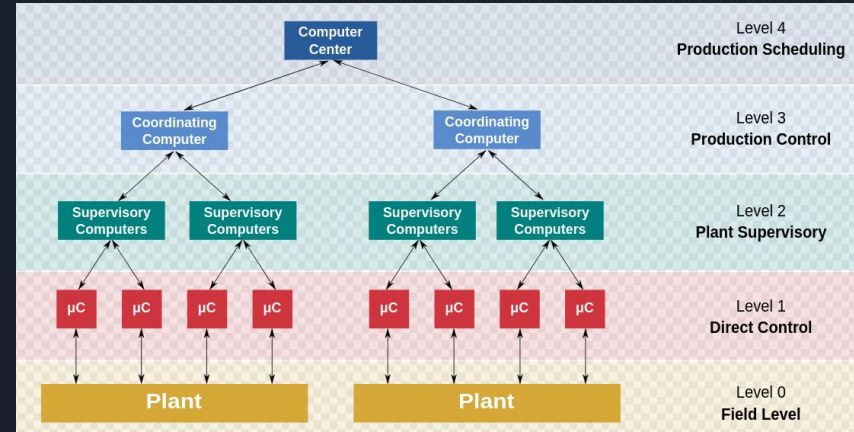 Computer
Center
Level 4
Production Scheduling
Coordinating
Computer
Coordinating
Computer
Level 3
Production Control
Supervisory
Computers
Supervisory
Computers
Supervisory
Computers
Supervisory
Computers
Level 2
Plant Supervisory
µC
µC
µC
µC
µC
µC
µC
µC
Level 1
Direct Control
Plant
Plant
Level 0
Field Level